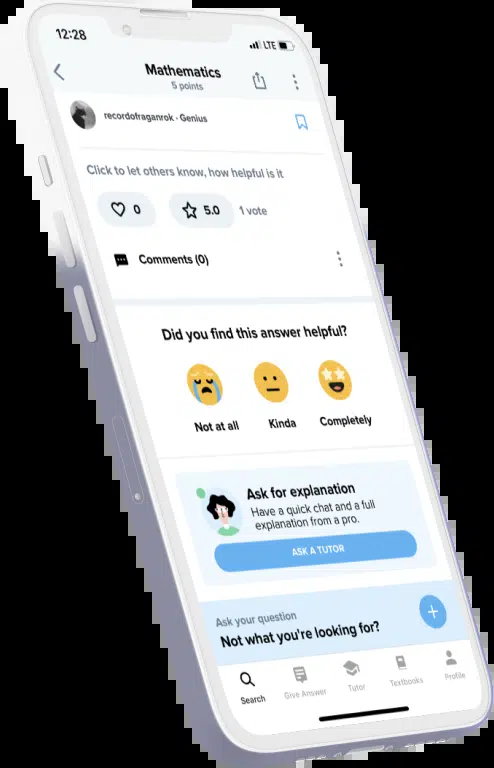 12:28
LTE
Mathematics
5 points
recordofraganrok · Genius
Click to let others know, how helpful is it
0
5.0
1 vote
Comments (0)
Did you find this answer helpful?
Not at all
Kinda
Completely
Ask for explanation
Have a quick chat and a full
explanation from a pro.
ASK A TUTOR
Ask your question
Not what you're looking for?
Search
Give Answer
Tutor
Textbooks
Profile